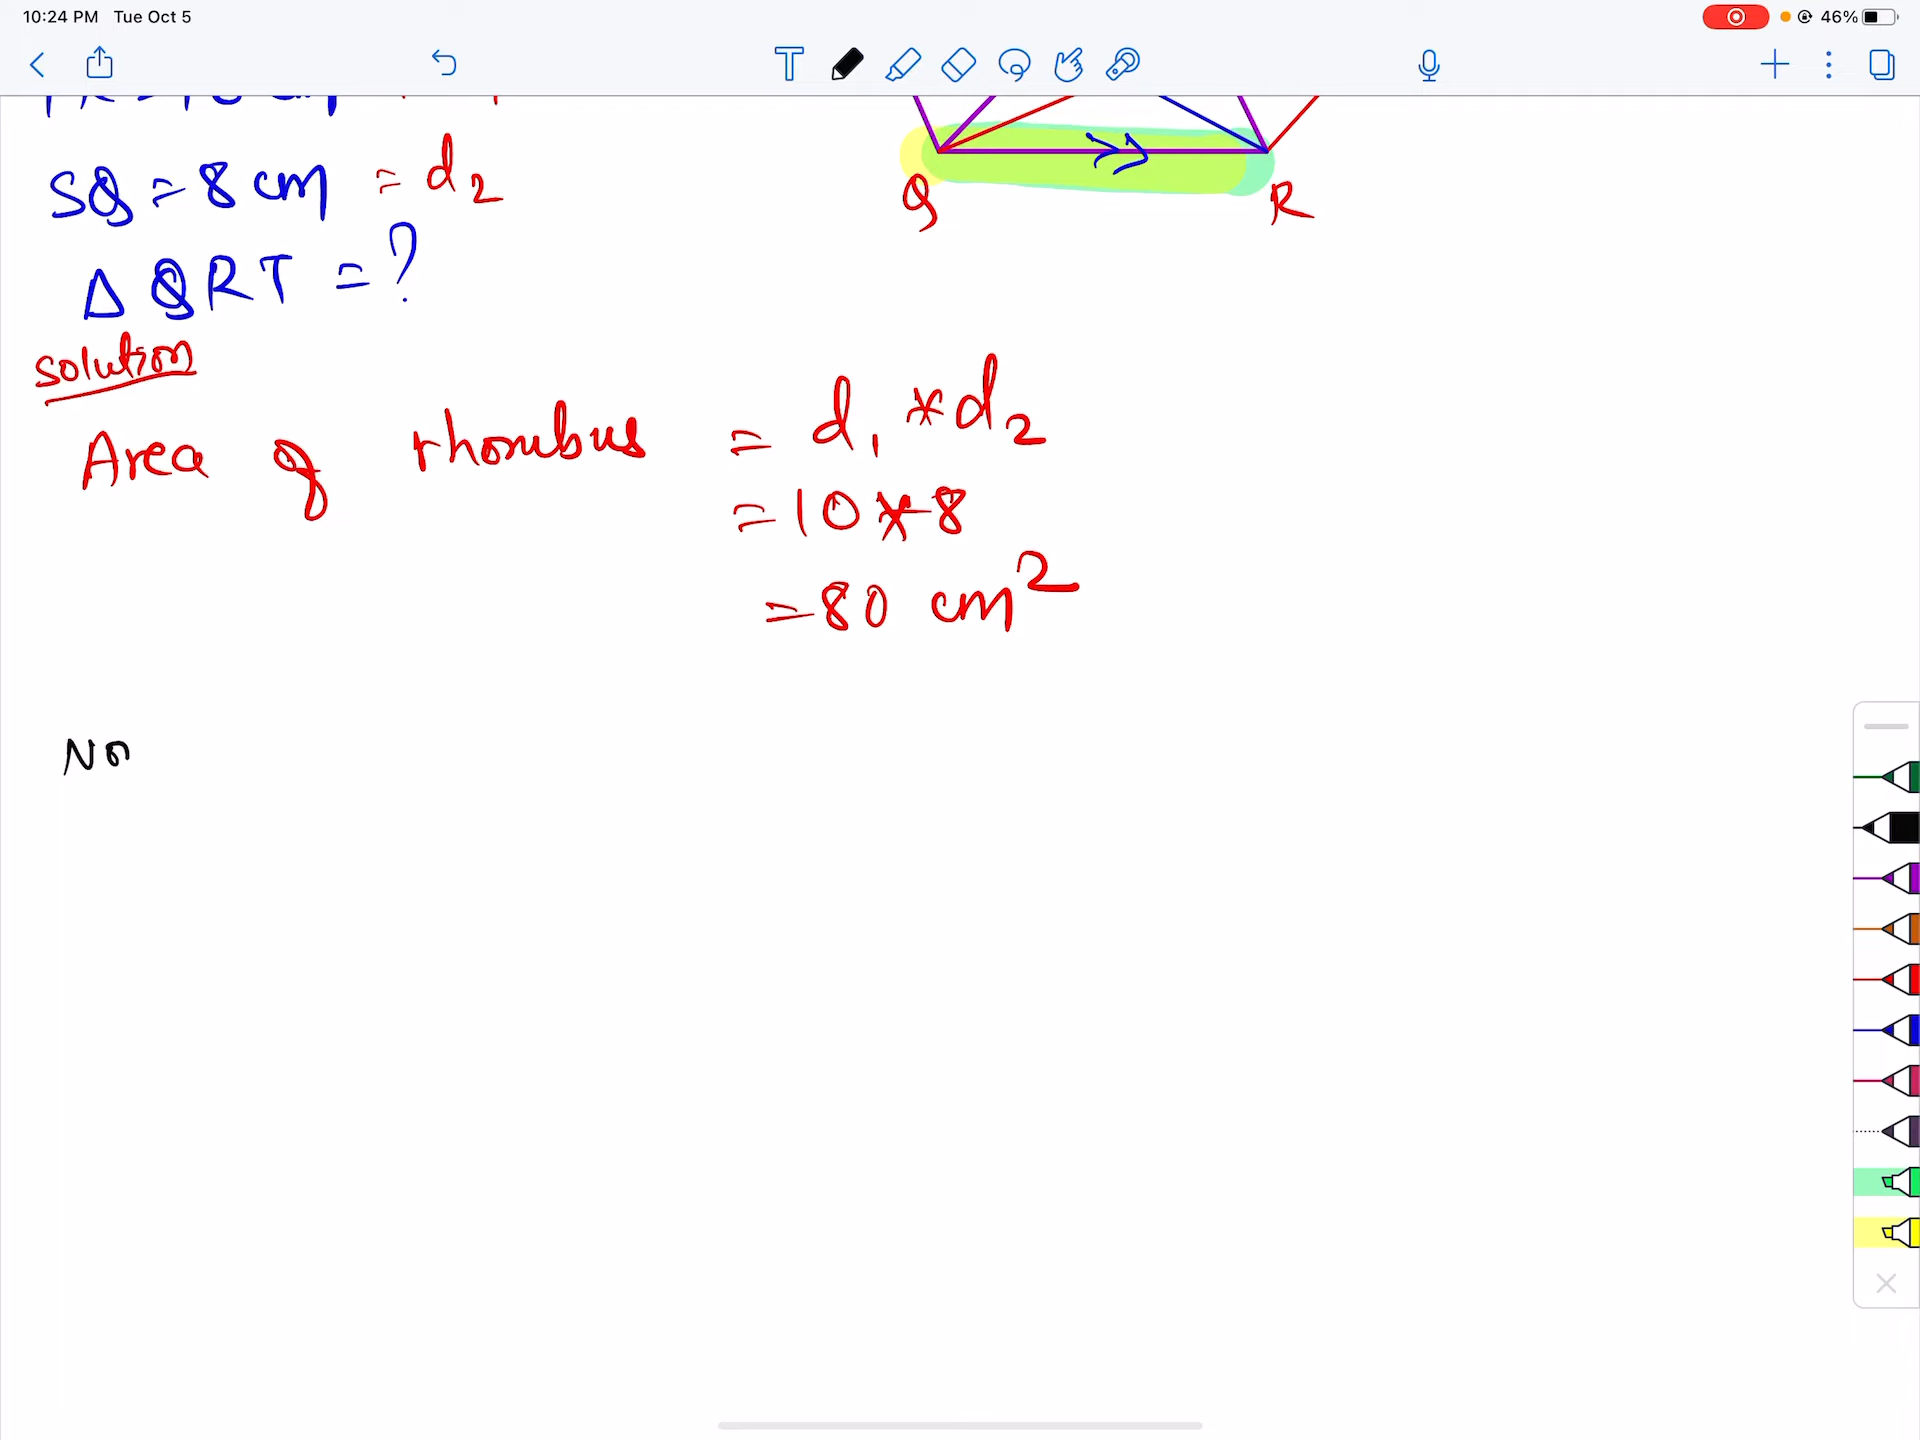 10:24 PM Tue Oct 5
46%
SQ = 8 cm = d2
Q R
Δ QRT = ?
solution
Area of rhombus = d1 * d2
= 10 * 8
= 80 cm²
No